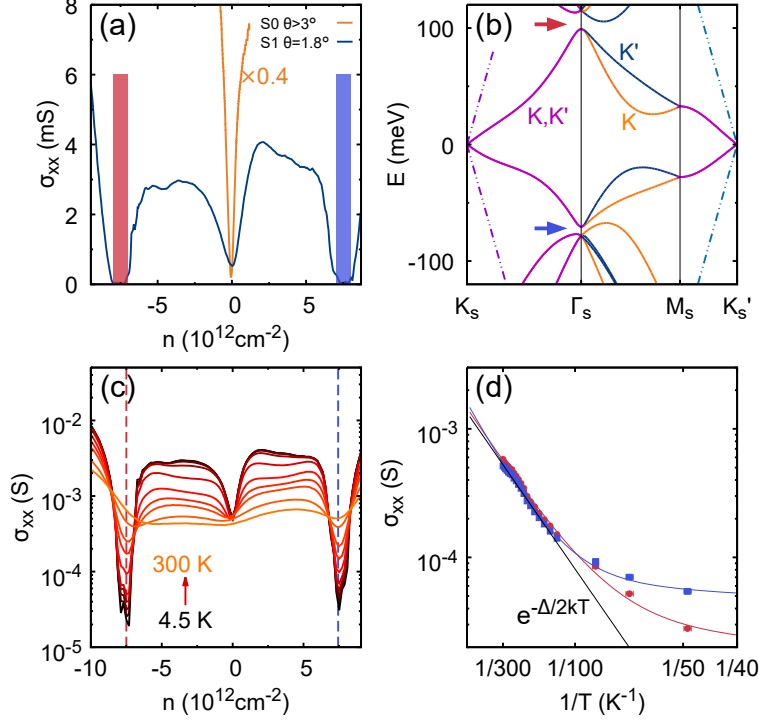 (a)
S0 θ>3°
S1 θ=1.8°
×0.4
8
6
4
2
0
σxx (mS)
-5 0 5
n (10^12cm^-2)
(b)
K'
K,K'
K
100
0
-100
E (meV)
Ks Γs Ms Ks'
(c)
10^-2
10^-3
10^-4
10^-5
σxx (S)
300 K
4.5 K
-10 -5 0 5
n (10^12cm^-2)
(d)
10^-3
10^-4
σxx (S)
e^-Δ/2kT
1/300 1/100 1/50 1/40
1/T (K^-1)